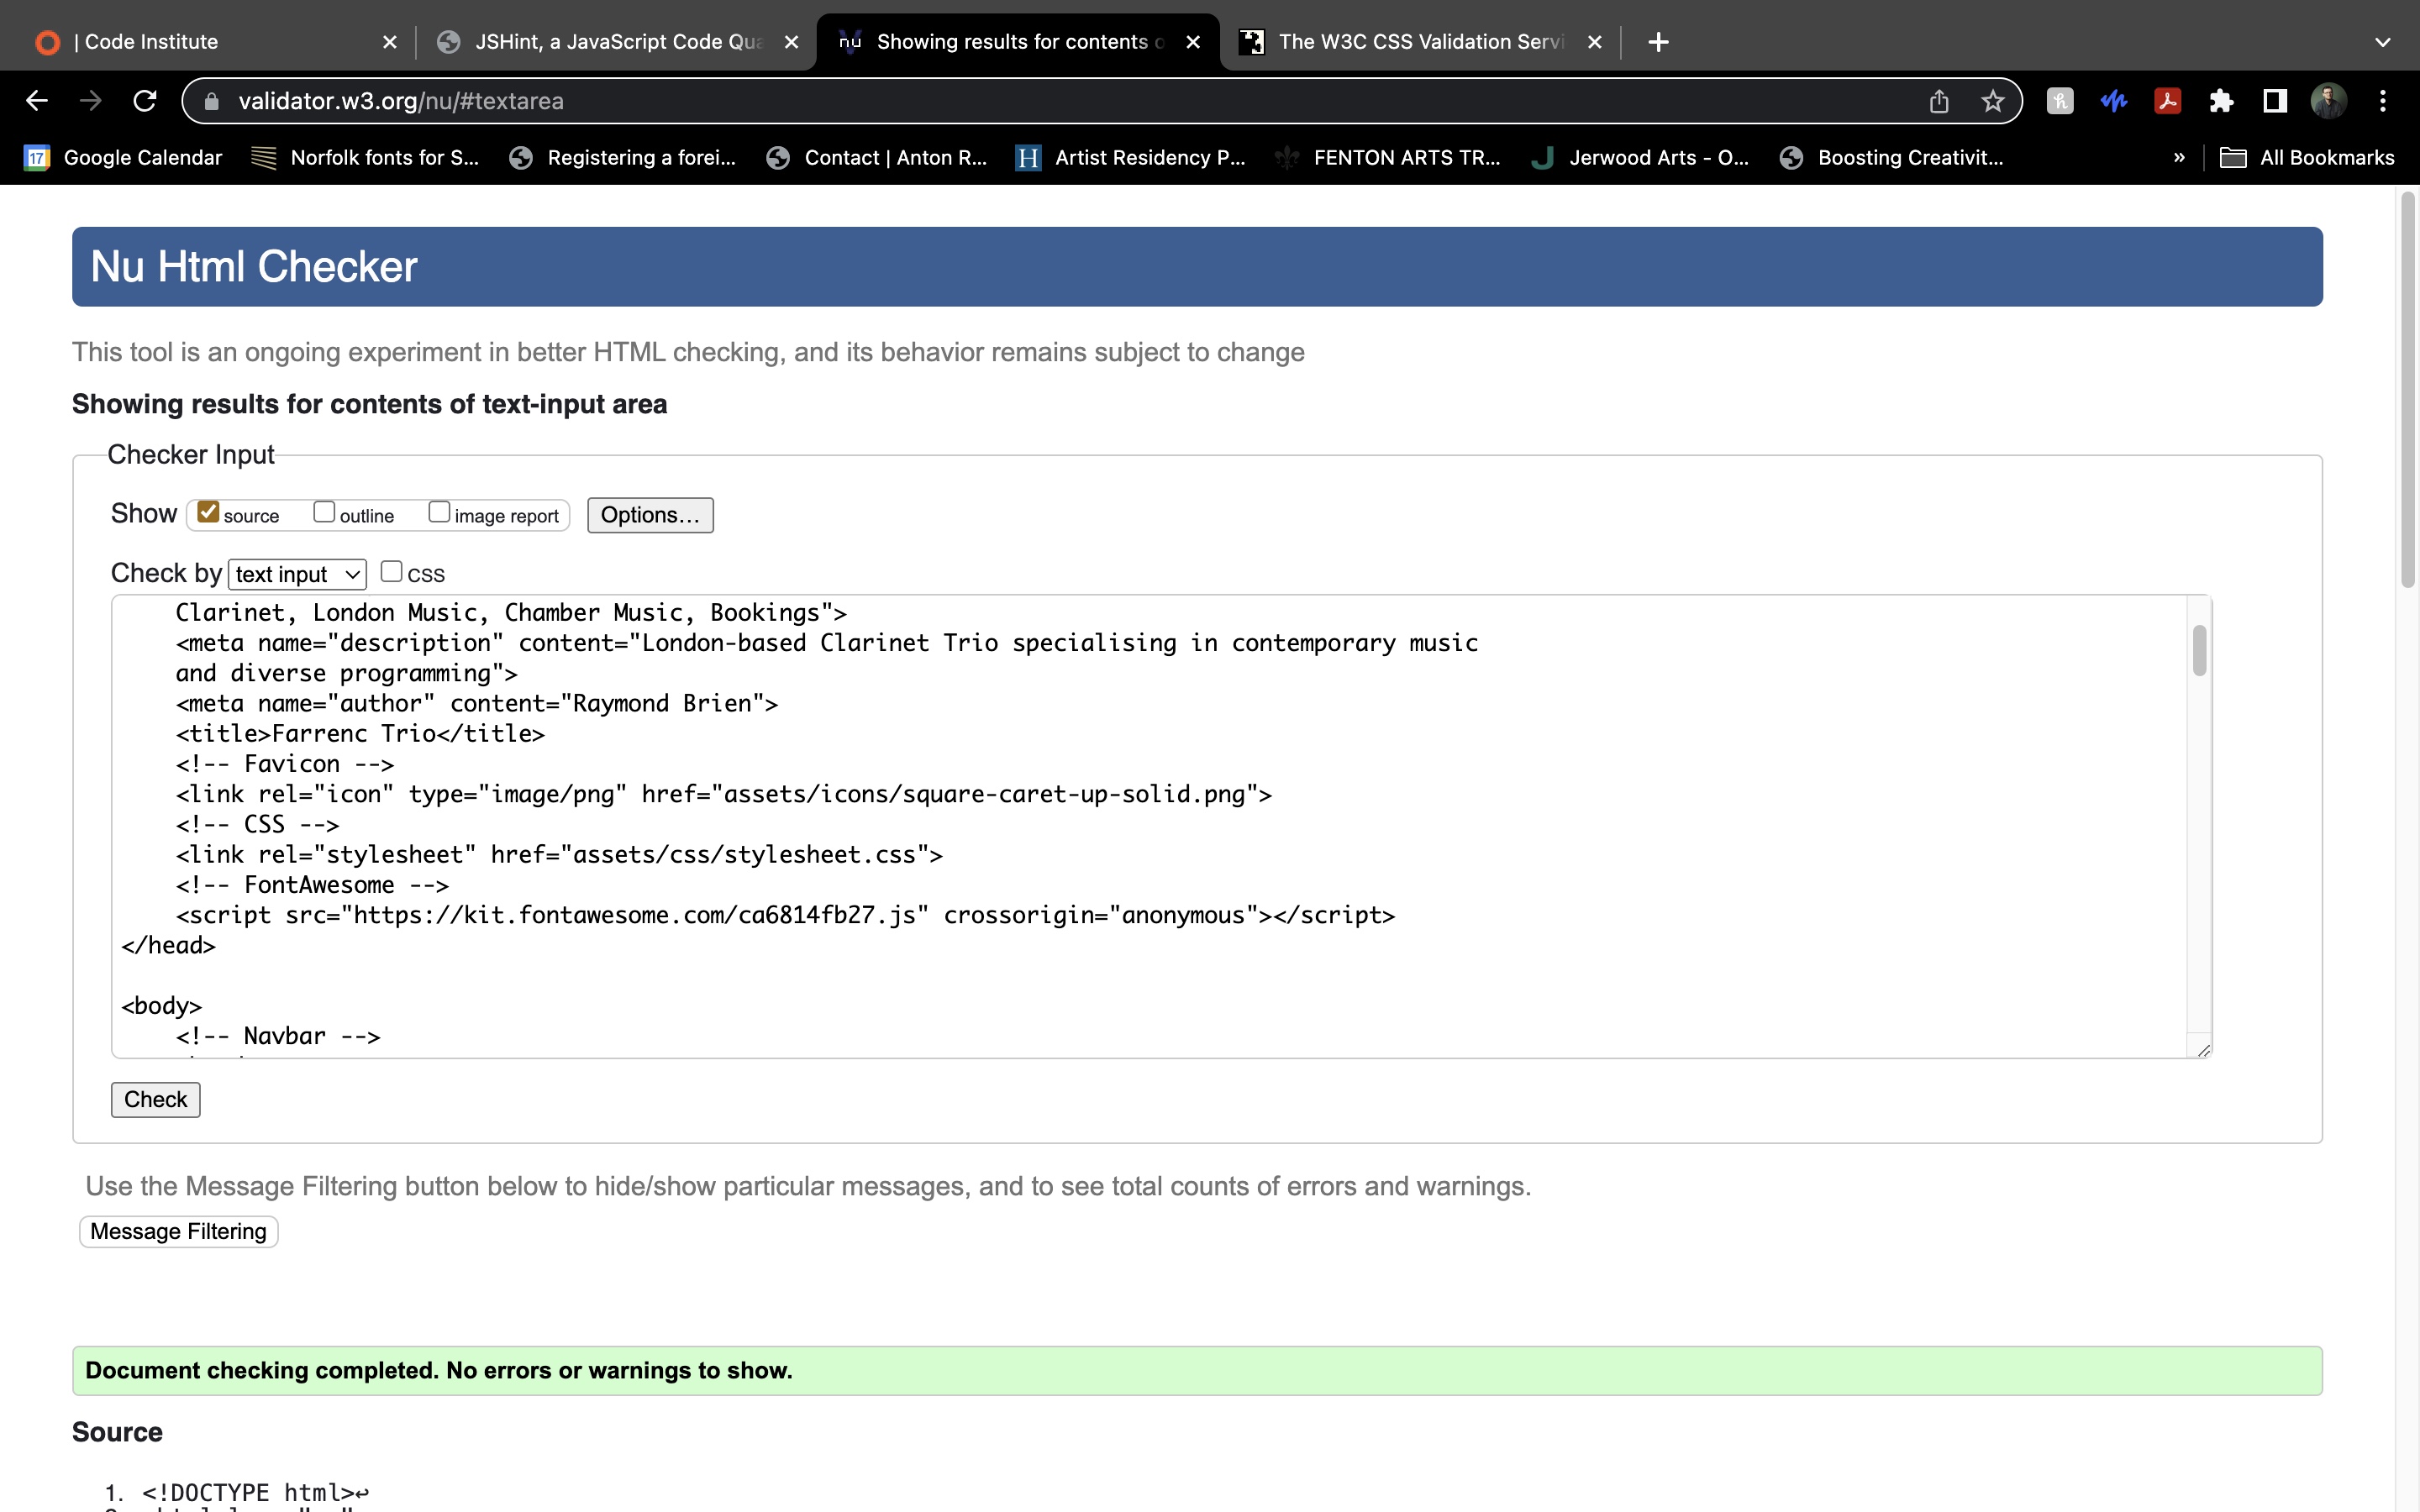 | Code Institute
JSHint, a JavaScript Code Qua
Showing results for contents o
The W3C CSS Validation Servi
validator.w3.org/nu/#textarea
17 Google Calendar
Norfolk fonts for S...
Registering a forei...
Contact | Anton R...
H Artist Residency P...
FENTON ARTS TR...
Jerwood Arts - O...
Boosting Creativit...
»
All Bookmarks
Nu Html Checker
This tool is an ongoing experiment in better HTML checking, and its behavior remains subject to change
Showing results for contents of text-input area
Checker Input
Show source outline image report Options...
Check by text input CSS
Clarinet, London Music, Chamber Music, Bookings">
<meta name="description" content="London-based Clarinet Trio specialising in contemporary music
and diverse programming">
<meta name="author" content="Raymond Brien">
<title>Farrenc Trio</title>
<!-- Favicon -->
<link rel="icon" type="image/png" href="assets/icons/square-caret-up-solid.png">
<!-- CSS -->
<link rel="stylesheet" href="assets/css/stylesheet.css">
<!-- FontAwesome -->
<script src="https://kit.fontawesome.com/ca6814fb27.js" crossorigin="anonymous"></script>
</head>
<body>
<!-- Navbar -->
Check
Use the Message Filtering button below to hide/show particular messages, and to see total counts of errors and warnings.
Message Filtering
Document checking completed. No errors or warnings to show.
Source
1. <!DOCTYPE html>↩